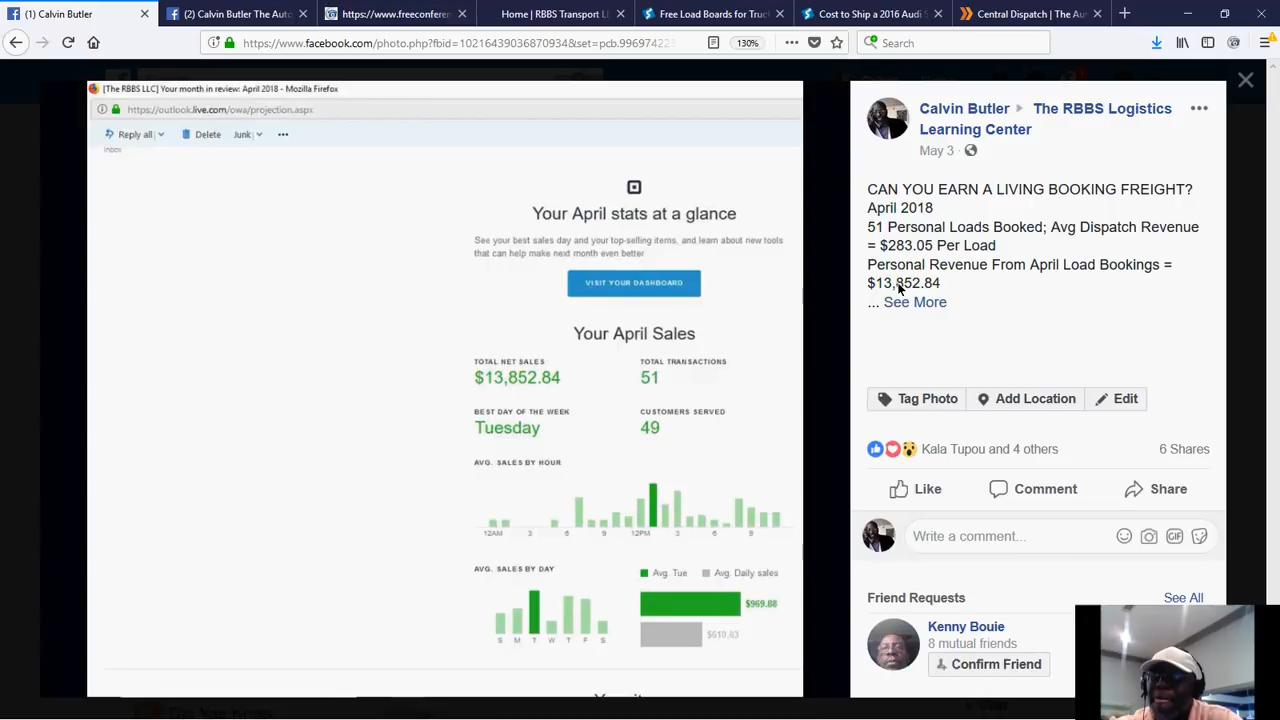 (1) Calvin Butler
(2) Calvin Butler The Auto
https://www.freeconferen
Home | RBBS Transport LL
Free Load Boards for Truck
Cost to Ship a 2016 Audi S
Central Dispatch | The Au
https://www.facebook.com/photo.php?fbid=10216439036870934&set=pcb.99697422
130%
Search
[The RBBS LLC] Your month in review: April 2018 - Mozilla Firefox
https://outlook.live.com/owa/projection.aspx
Reply all
Delete
Junk
Inbox
Your April stats at a glance
See your best sales day and your top-selling items, and learn about new tools
that can help make next month even better
VISIT YOUR DASHBOARD
Your April Sales
TOTAL NET SALES
TOTAL TRANSACTIONS
$13,852.84
51
BEST DAY OF THE WEEK
CUSTOMERS SERVED
Tuesday
49
AVG. SALES BY HOUR
12AM 3 6 9 12PM 3 6 9
AVG. SALES BY DAY
Avg. Tue
Avg. Daily sales
$969.88
$610.83
S M T W T F S
Calvin Butler
The RBBS Logistics
Learning Center
May 3
CAN YOU EARN A LIVING BOOKING FREIGHT?
April 2018
51 Personal Loads Booked; Avg Dispatch Revenue
= $283.05 Per Load
Personal Revenue From April Load Bookings =
$13,852.84
... See More
Tag Photo
Add Location
Edit
Kala Tupou and 4 others
6 Shares
Like
Comment
Share
Write a comment...
GIF
Friend Requests
See All
Kenny Bouie
8 mutual friends
Confirm Friend